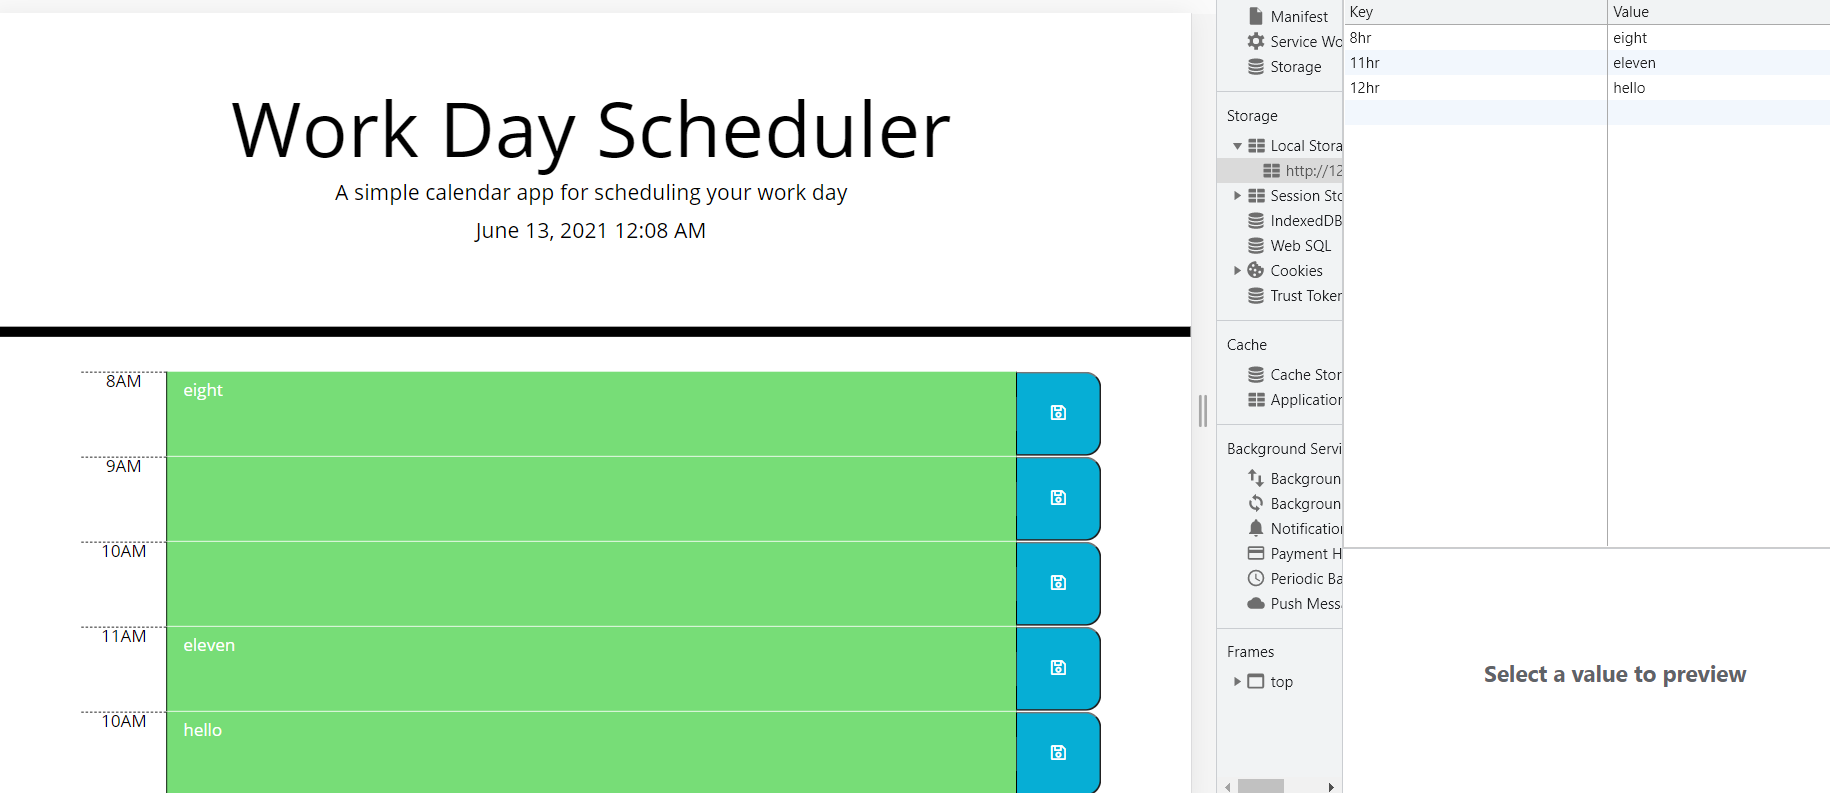 Work Day Scheduler
A simple calendar app for scheduling your work day
June 13, 2021 12:08 AM
8AM
eight
9AM
10AM
11AM
eleven
10AM
hello
Manifest
Service Wo
Storage
Storage
Local Stora
http://12
Session Sto
IndexedDB
Web SQL
Cookies
Trust Token
Cache
Cache Stor
Application
Background Servi
Backgroun
Backgroun
Notification
Payment H
Periodic Ba
Push Mess
Frames
top
Key Value
8hr eight
11hr eleven
12hr hello
Select a value to preview